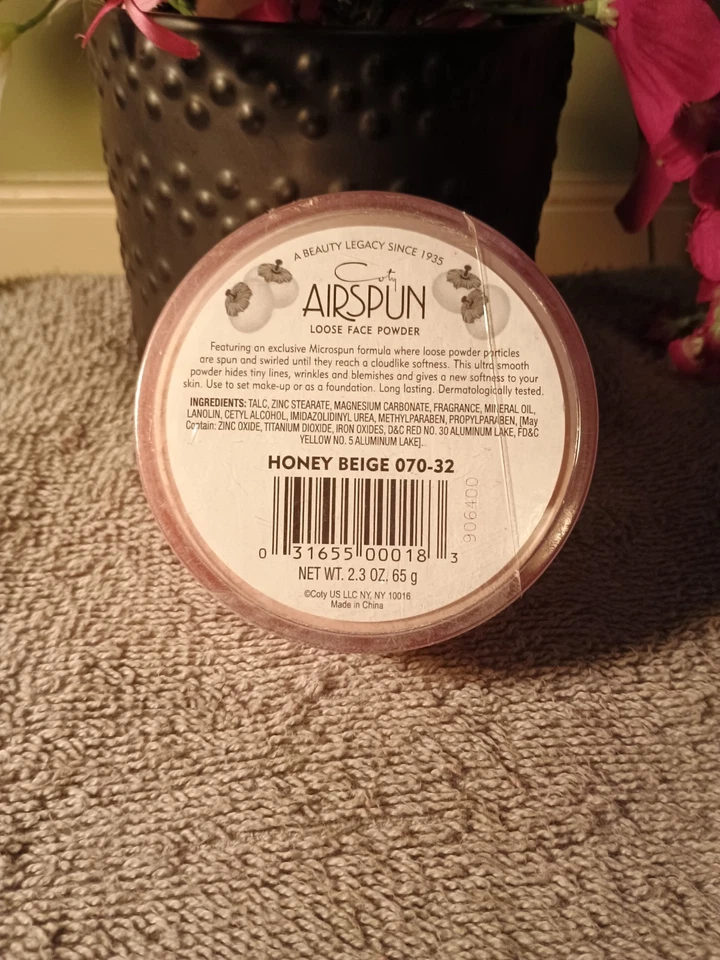 A BEAUTY LEGACY SINCE 1935
Coty
AIRSPUN
LOOSE FACE POWDER
Featuring an exclusive Microspun formula where loose powder particles
are spun and swirled until they reach a cloudlike softness. This ultra smooth
powder hides tiny lines, wrinkles and blemishes and gives a new softness to your
skin. Use to set make-up or as a foundation. Long lasting. Dermatologically tested.
INGREDIENTS: TALC, ZINC STEARATE, MAGNESIUM CARBONATE, FRAGRANCE, MINERAL OIL,
LANOLIN, CETYL ALCOHOL, IMIDAZOLIDINYL UREA, METHYLPARABEN, PROPYLPARABEN, [May
Contain: ZINC OXIDE, TITANIUM DIOXIDE, IRON OXIDES, D&C RED NO. 30 ALUMINUM LAKE, FD&C
YELLOW NO. 5 ALUMINUM LAKE].
HONEY BEIGE 070-32
906400
0 31655 00018 3
NET WT. 2.3 OZ. 65 g
©Coty US LLC NY, NY 10016
Made in China